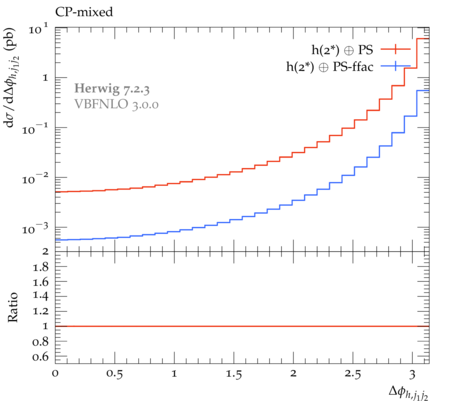 CP-mixed
dσ/dΔϕh,j1j2 (pb)
10^1
1
10^−1
10^−2
10^−3
h(2*) ⊕ PS
h(2*) ⊕ PS-ffac
Herwig 7.2.3
VBFNLO 3.0.0
Ratio
2
1.8
1.6
1.4
1.2
1
0.8
0.6
0 0.5 1 1.5 2 2.5 3
Δϕh,j1j2